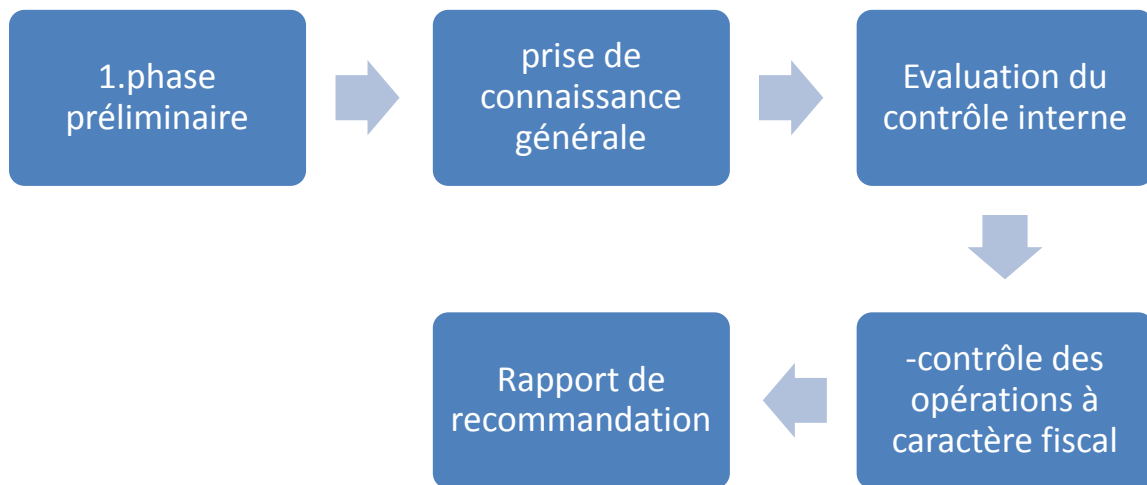 1.phase
préliminaire
prise de
connaissance
générale
Evaluation du
contrôle interne
-contrôle des
opérations à
caractère fiscal
Rapport de
recommandation